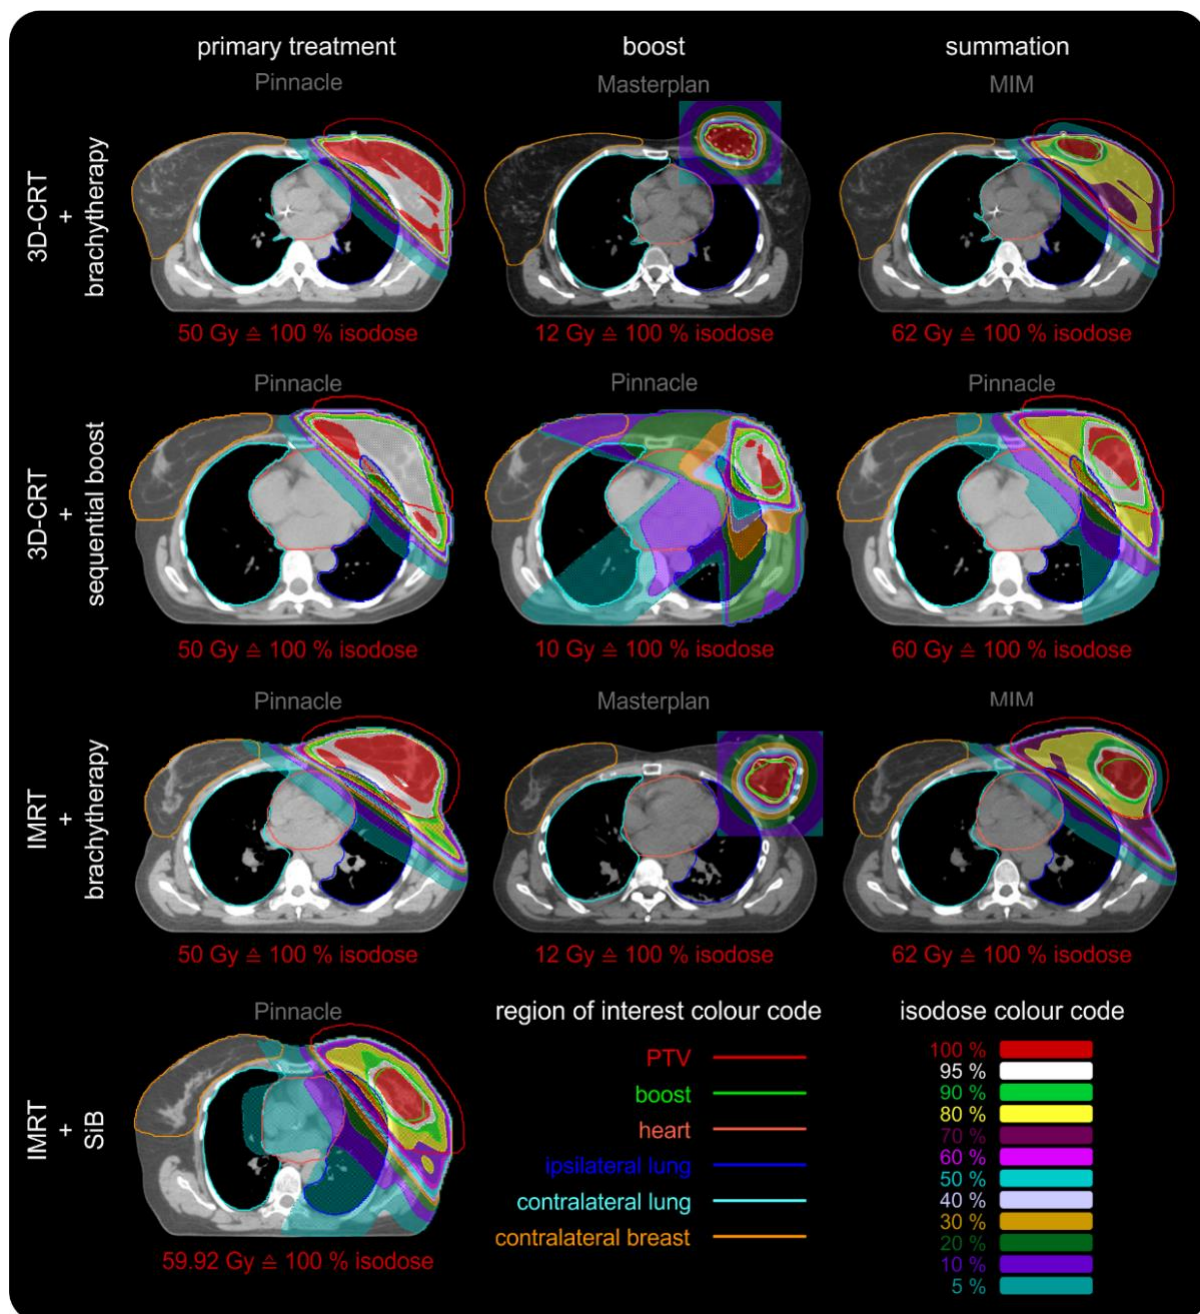 primary treatment
boost
summation
Pinnacle
Masterplan
MIM
3D-CRT
+
brachytherapy
50 Gy ≙ 100 % isodose
12 Gy ≙ 100 % isodose
62 Gy ≙ 100 % isodose
Pinnacle
Pinnacle
Pinnacle
3D-CRT
+
sequential boost
50 Gy ≙ 100 % isodose
10 Gy ≙ 100 % isodose
60 Gy ≙ 100 % isodose
Pinnacle
Masterplan
MIM
IMRT
+
brachytherapy
50 Gy ≙ 100 % isodose
12 Gy ≙ 100 % isodose
62 Gy ≙ 100 % isodose
Pinnacle
IMRT
+
SiB
59.92 Gy ≙ 100 % isodose
region of interest colour code
PTV
boost
heart
ipsilateral lung
contralateral lung
contralateral breast
isodose colour code
100 %
95 %
90 %
80 %
70 %
60 %
50 %
40 %
30 %
20 %
10 %
5 %